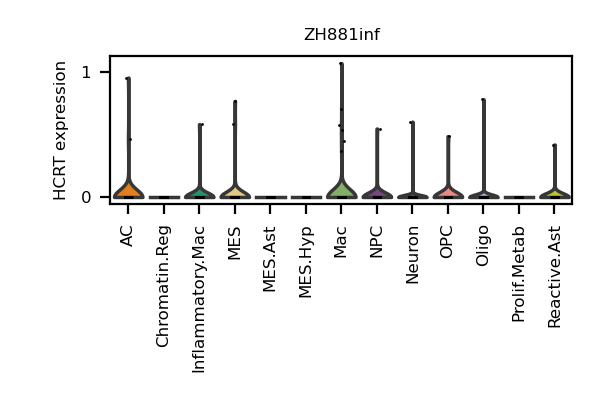 ZH881inf
HCRT expression
1
0
AC
Chromatin.Reg
Inflammatory.Mac
MES
MES.Ast
MES.Hyp
Mac
NPC
Neuron
OPC
Oligo
Prolif.Metab
Reactive.Ast